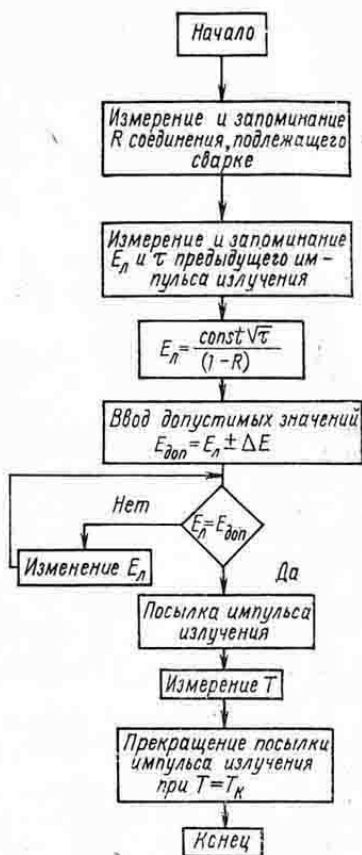 Начало
Измерение и запоминание
R соединения, подлежащего
сварке
Измерение и запоминание
Eл и τ предыдущего им-
пульса излучения
Eл = const√τ / (1-R)
Ввод допустимых значений
Eдоп = Eл ± ΔE
Нет
Eл = Eдоп
Изменение Eл
Да
Посылка импульса
излучения
Измерение T
Прекращение посылки
импульса излучения
при T = Tк
Конец